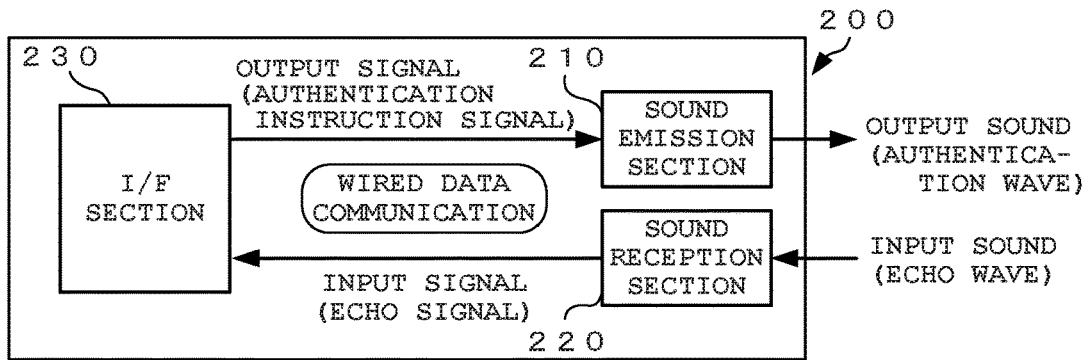 200
230
210
OUTPUT SIGNAL
(AUTHENTICATION
INSTRUCTION SIGNAL)
SOUND
EMISSION
SECTION
OUTPUT SOUND
(AUTHENTICA-
TION WAVE)
I/F
SECTION
WIRED DATA
COMMUNICATION
SOUND
RECEPTION
SECTION
INPUT SOUND
(ECHO WAVE)
INPUT SIGNAL
(ECHO SIGNAL)
220